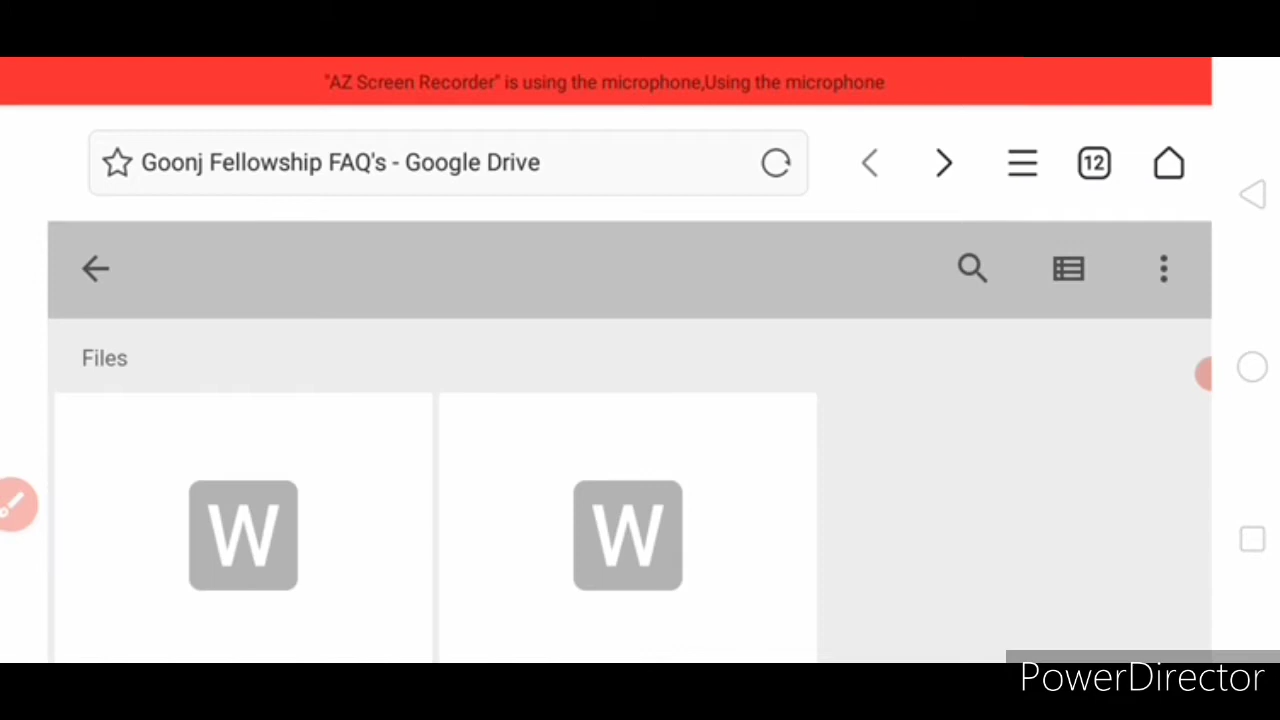 "AZ Screen Recorder" is using the microphone,Using the microphone
Goonj Fellowship FAQ's - Google Drive
12
Files
W
W
PowerDirector